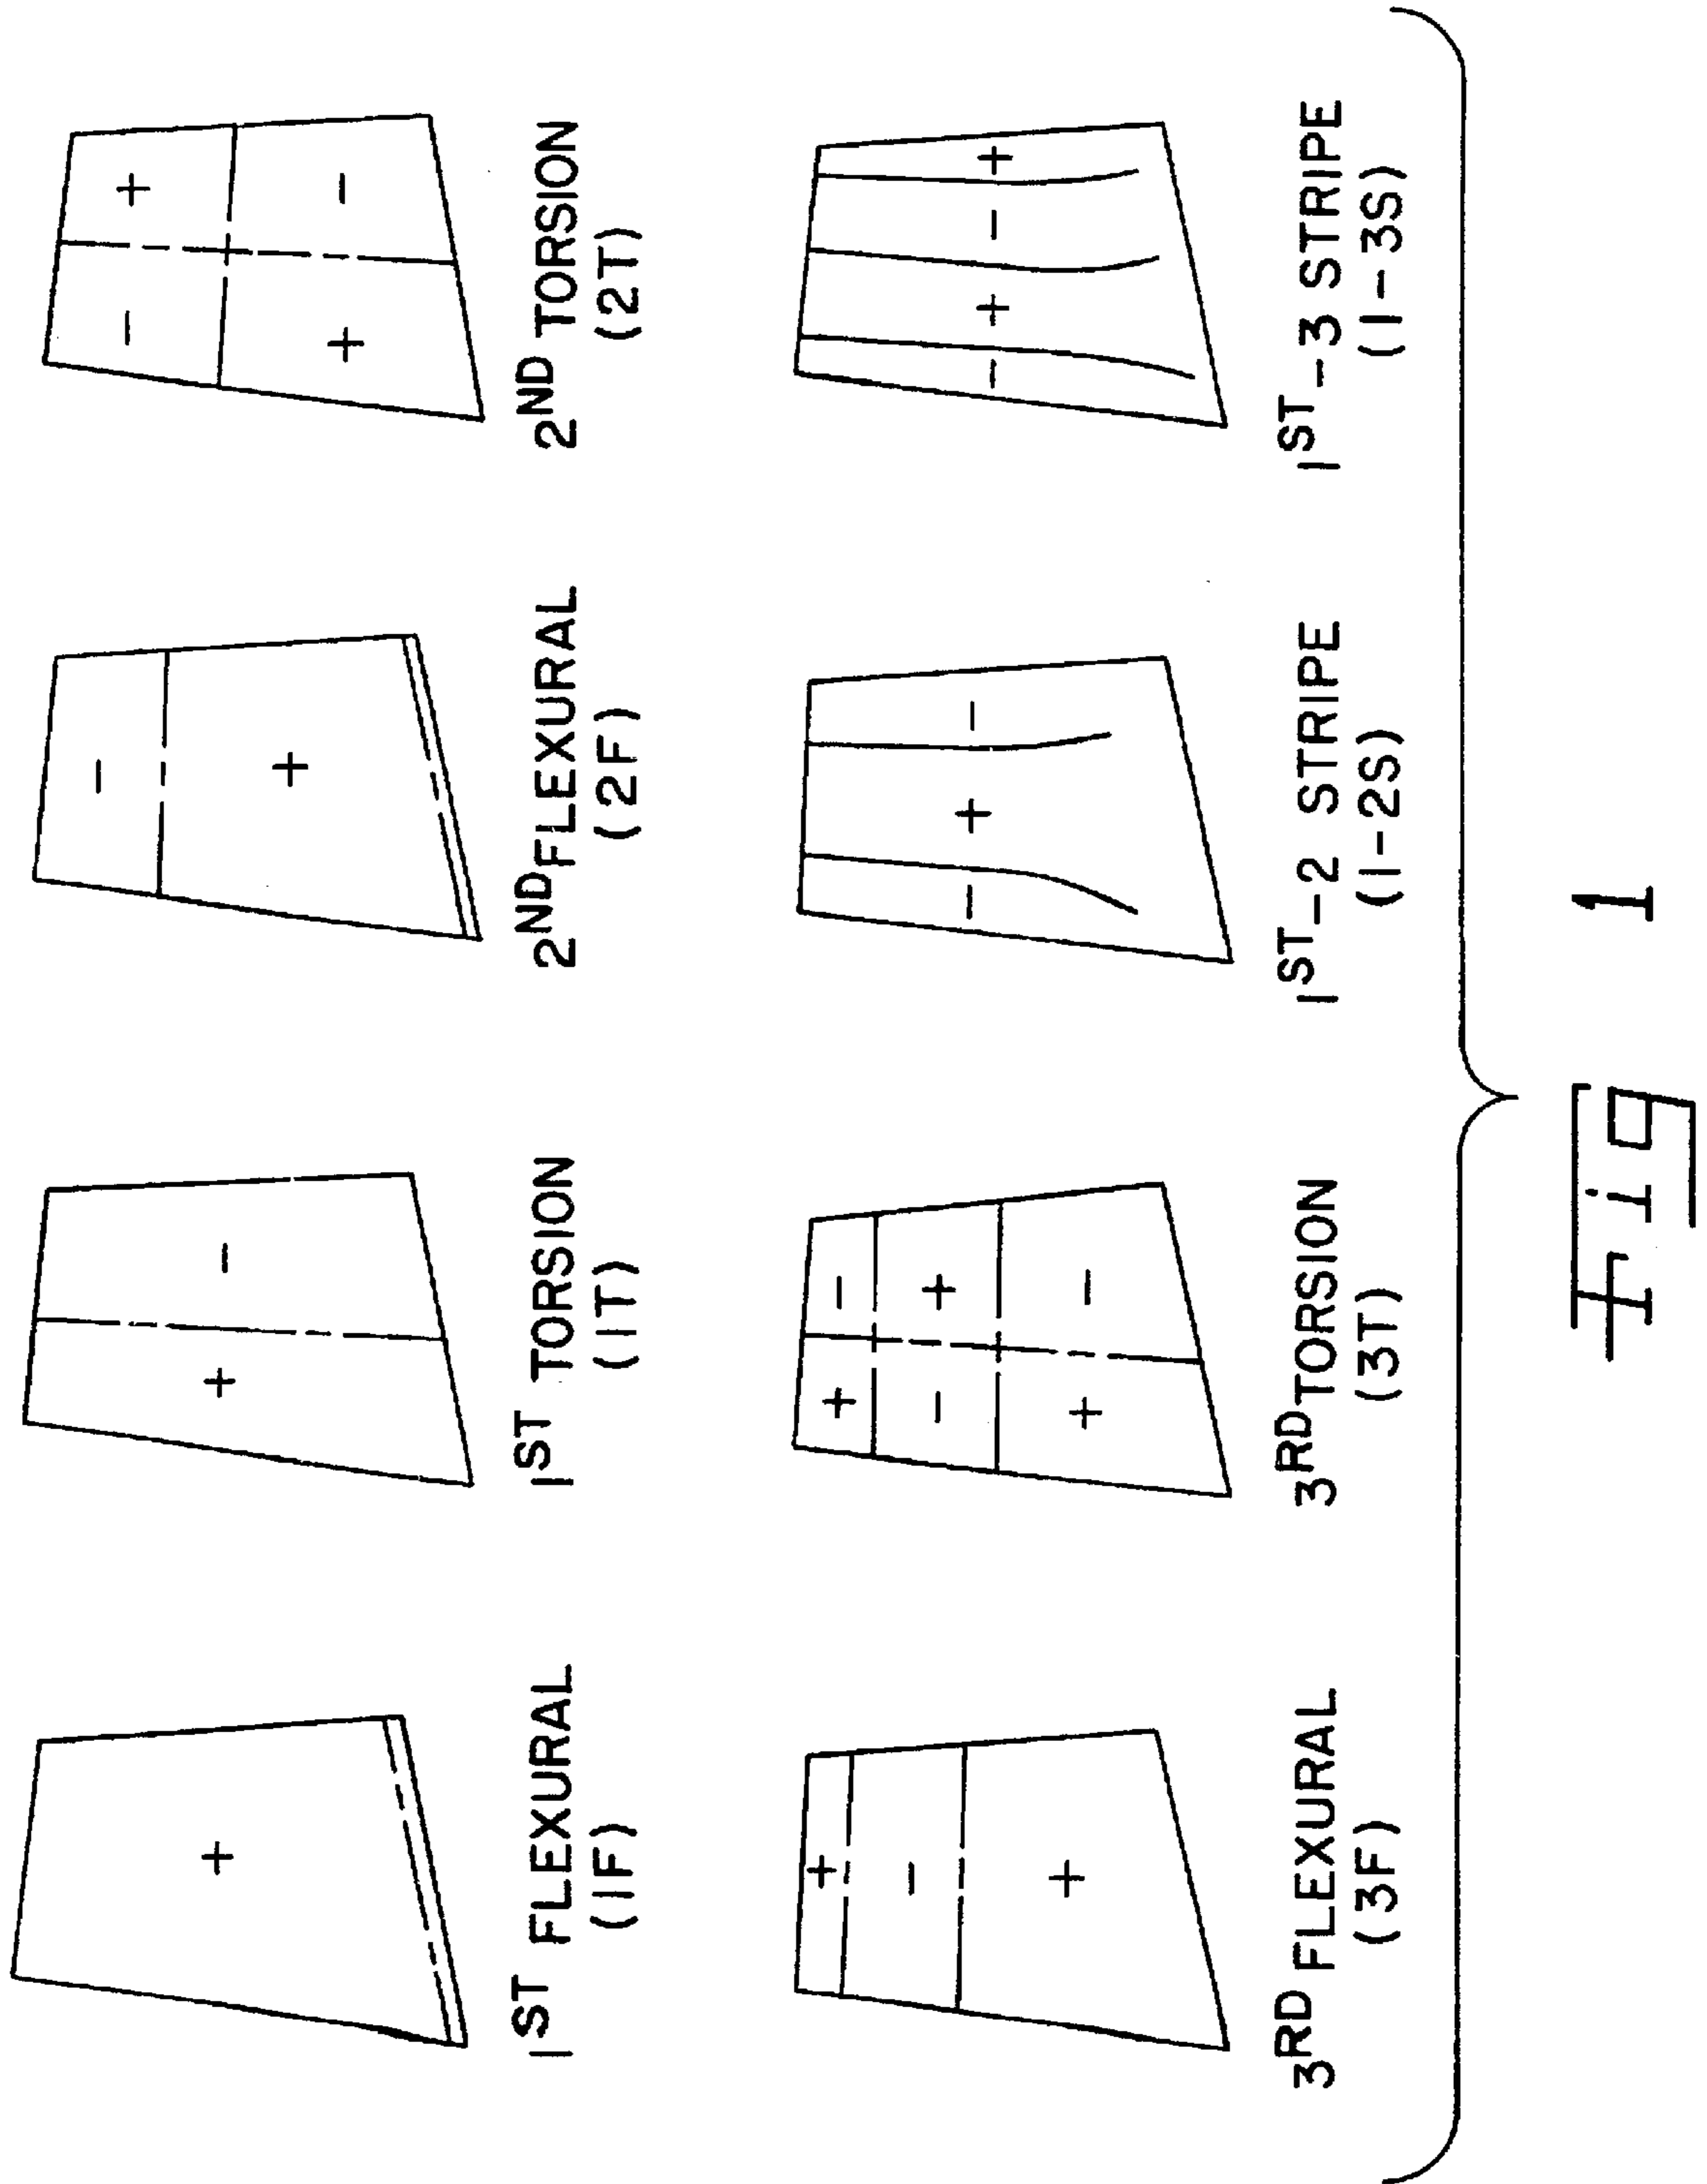 +
1ST FLEXURAL
(1F)
+ −
1ST TORSION
(1T)
−
+
2ND FLEXURAL
(2F)
− +
+ −
2ND TORSION
(2T)
+
−
+
3RD FLEXURAL
(3F)
+ −
− +
+ −
3RD TORSION
(3T)
− + −
1ST-2 STRIPE
(1-2S)
− + − +
1ST-3 STRIPE
(1-3S)
Fig 1